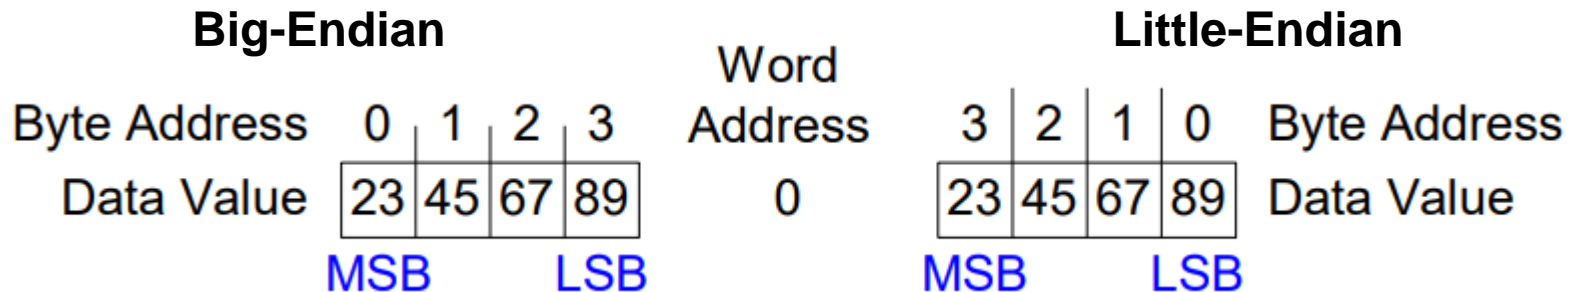 Big-Endian Little-Endian
Word
Byte Address 0 1 2 3 Address 3 2 1 0 Byte Address
Data Value 23 45 67 89 0 23 45 67 89 Data Value
MSB LSB MSB LSB